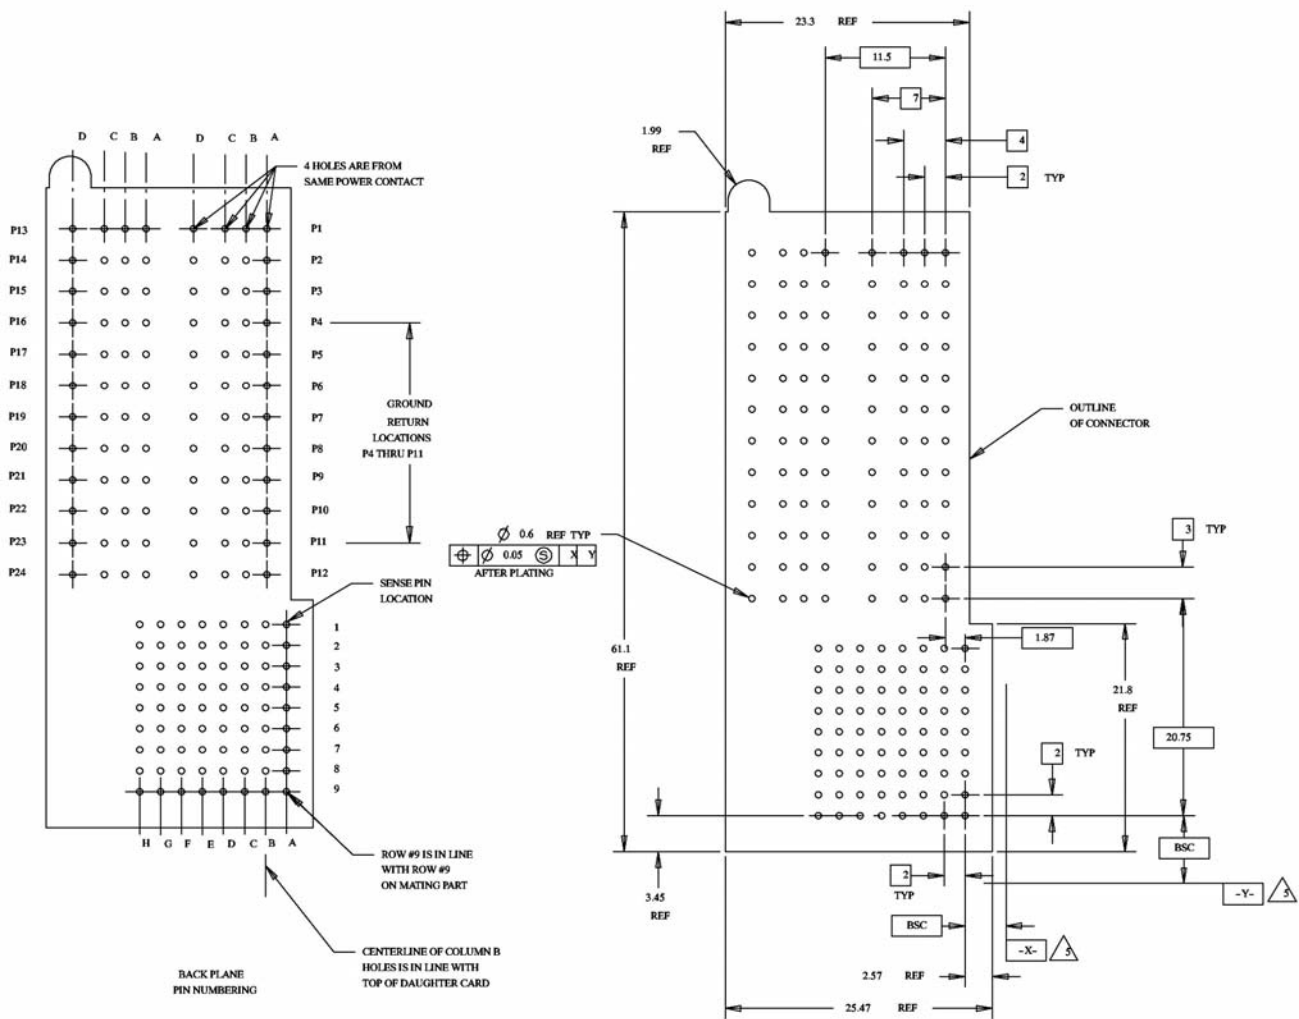 D C B A D C B A
4 HOLES ARE FROM
SAME POWER CONTACT
P13 P1
P14 P2
P15 P3
P16 P4
P17 P5
P18 P6
P19 P7
P20 P8
P21 P9
P22 P10
P23 P11
P24 P12
GROUND
RETURN
LOCATIONS
P4 THRU P11
SENSE PIN
LOCATION
1
2
3
4
5
6
7
8
9
H G F E D C B A
ROW #9 IS IN LINE
WITH ROW #9
ON MATING PART
CENTERLINE OF COLUMN B
HOLES IS IN LINE WITH
TOP OF DAUGHTER CARD
BACK PLANE
PIN NUMBERING
23.3 REF
11.5
7
4
2 TYP
1.99
REF
OUTLINE
OF CONNECTOR
Ø 0.6 REF TYP
⌖ Ø 0.05 Ⓢ X Y
AFTER PLATING
3 TYP
1.87
61.1
REF
21.8
REF
20.75
2 TYP
BSC
-Y- 5
2
TYP
3.45
REF
BSC
-X- 5
2.57 REF
25.47 REF